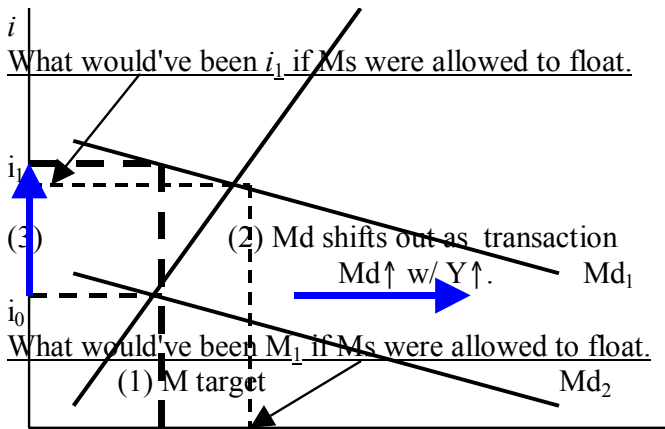 i
What would've been i1 if Ms were allowed to float.
i1
(3)
(2) Md shifts out as transaction
Md↑ w/ Y↑.
Md1
i0
What would've been M1 if Ms were allowed to float.
(1) M target
Md2